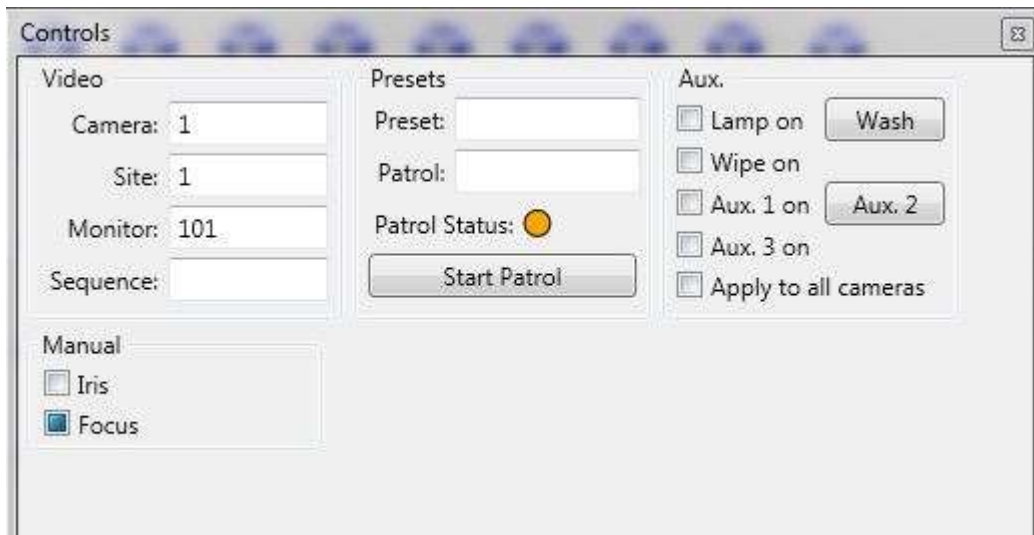 Controls
Video
Camera: 1
Site: 1
Monitor: 101
Sequence:
Presets
Preset:
Patrol:
Patrol Status:
Start Patrol
Aux.
Lamp on Wash
Wipe on
Aux. 1 on Aux. 2
Aux. 3 on
Apply to all cameras
Manual
Iris
Focus